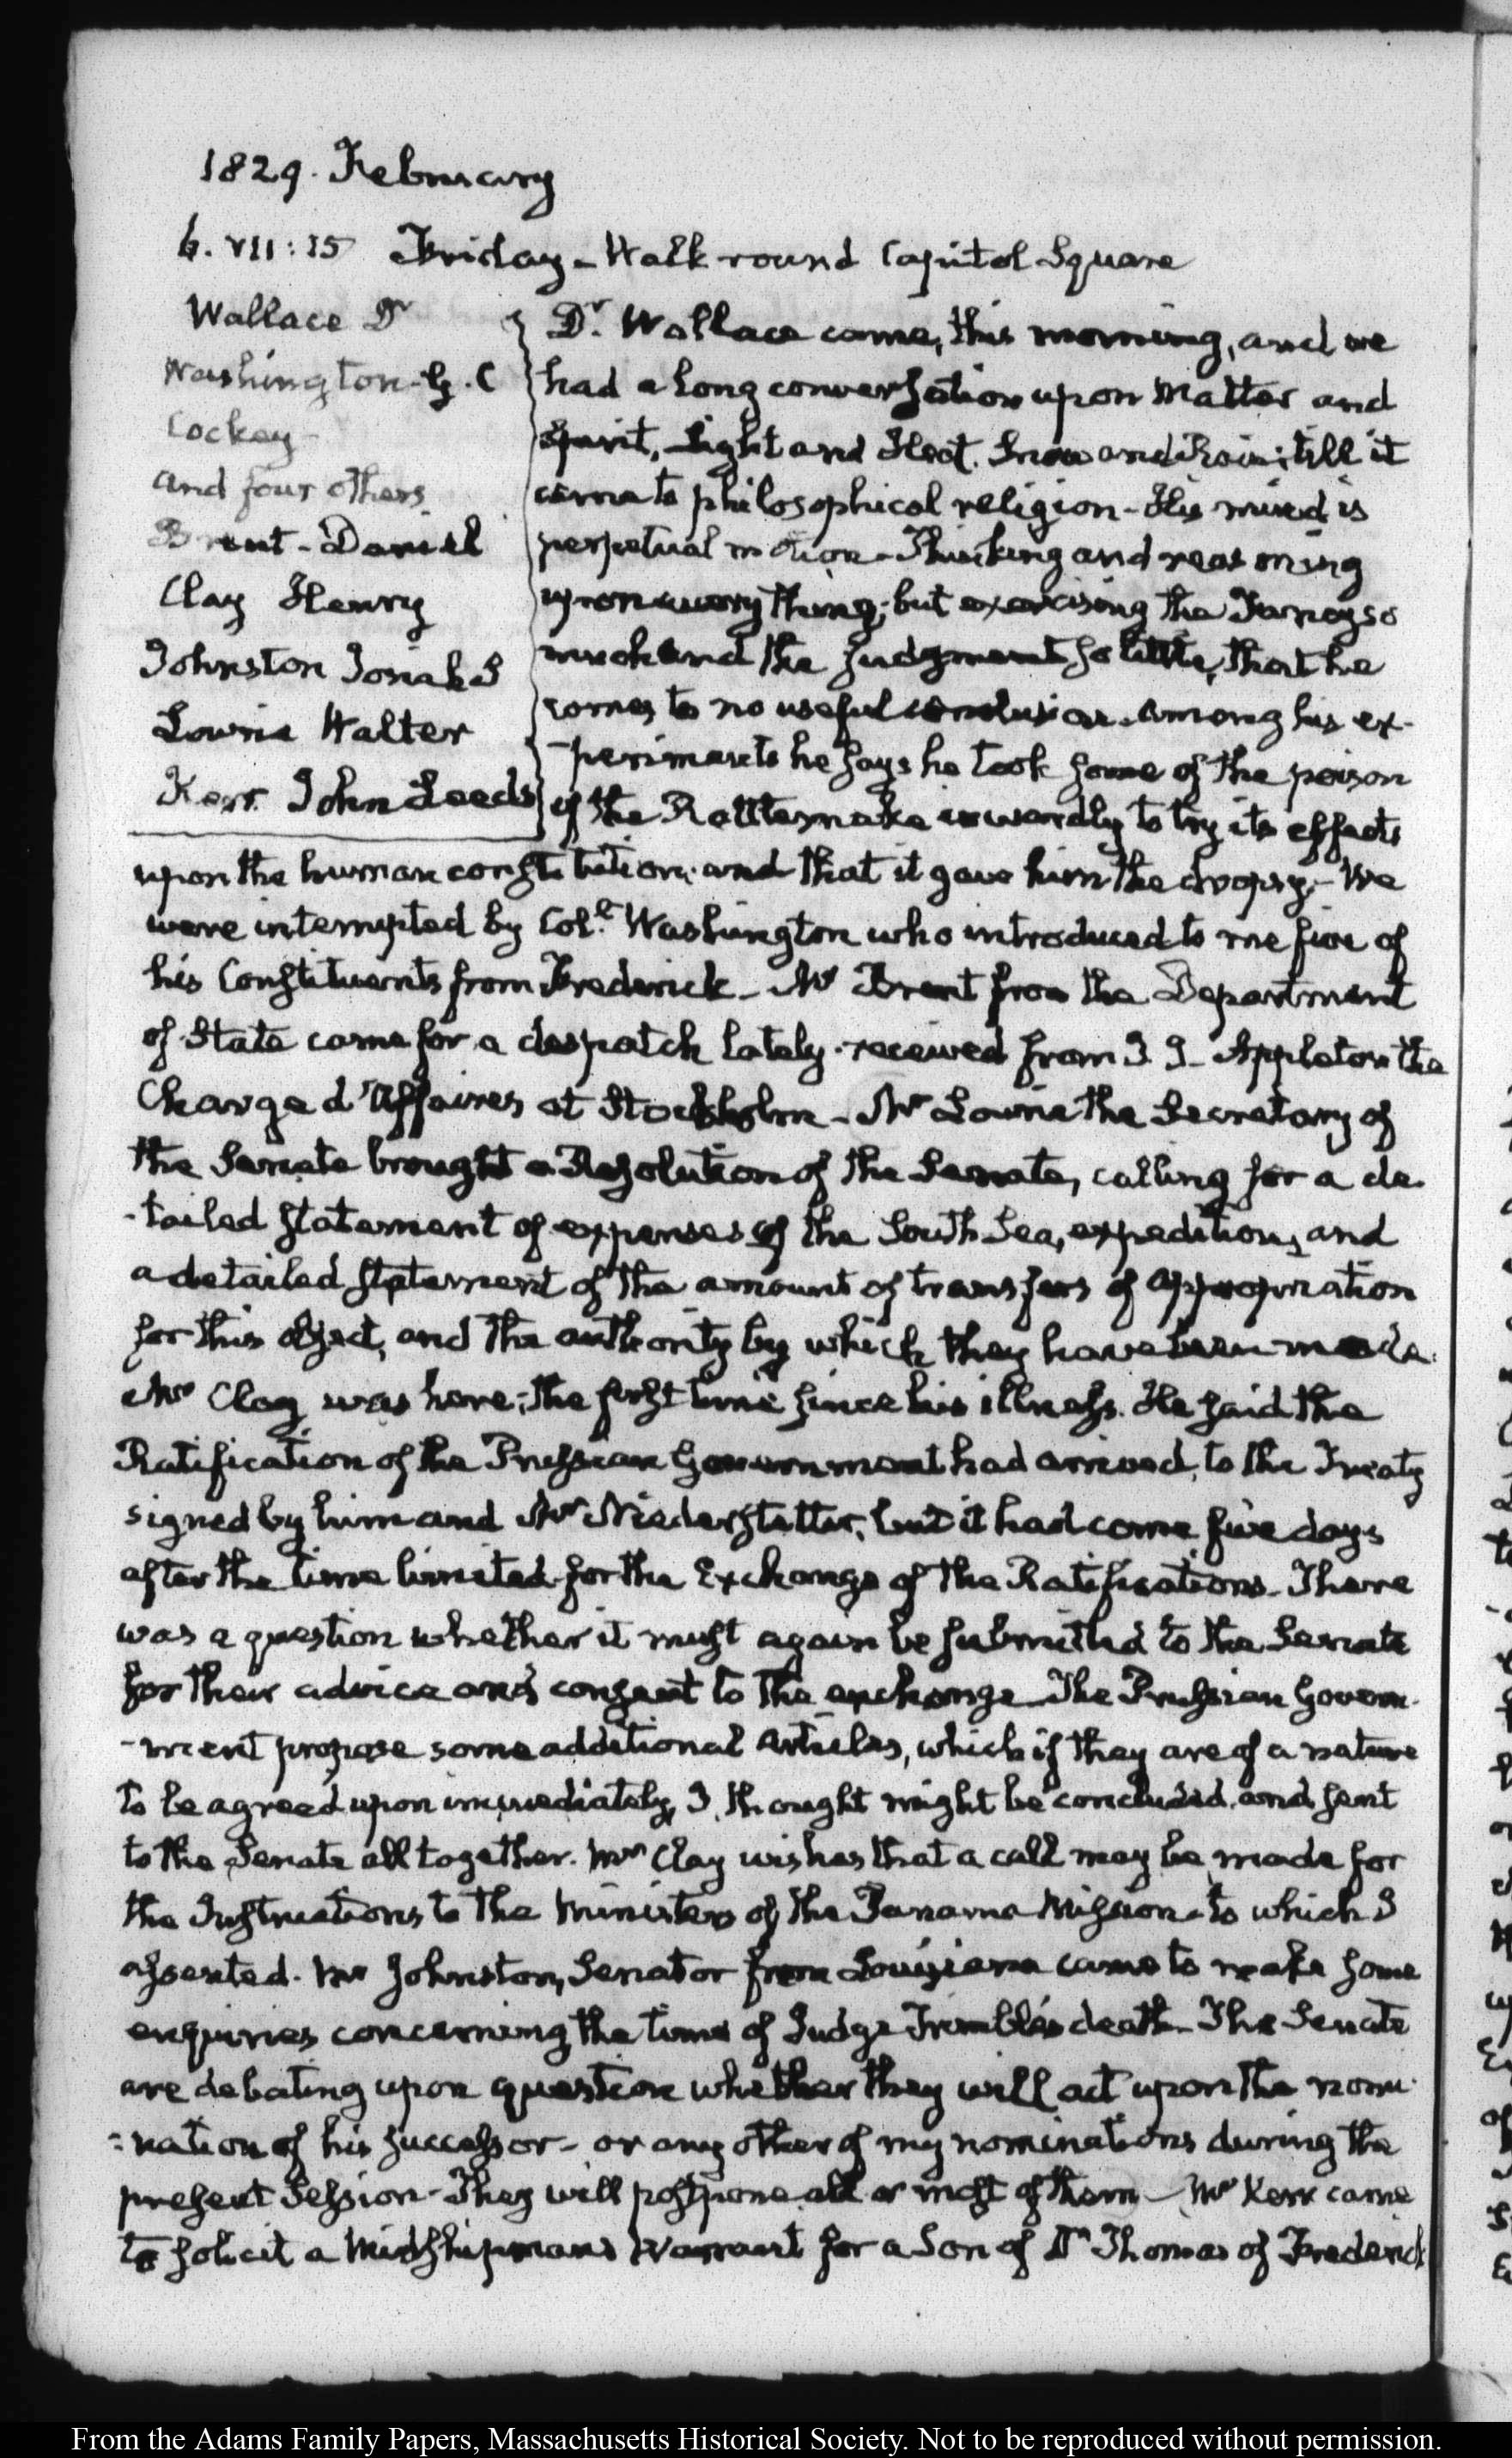 1829. February
6. VII:15 Friday - Walk round Capitol Square
Wallace Dr
Washington G. C
Cockey
and four others
Brent - Daniel
Clay Henry
Johnston Josiah S
Lowrie Walter
Kerr John Leeds
Dr. Wallace came, this morning, and we
had a long conversation upon Matter and
Spirit, Light and Heat. Snow and Rain; till it
came to philosophical religion - His mind is
perpetual motion - Thinking and reasoning
upon every thing; but exercising the Fancy so
much and the judgment so little, that he
comes to no useful conclusion. Among his ex-
-periments he says he took some of the poison
of the Rattlesnake inwardly to try its effects
upon the human constitution; and that it gave him the dropsy. - We
were interrupted by Coll. Washington who introduced to me five of
his Constituents from Frederick - Mr Brent from the Department
of State came for a despatch lately received from J J. Appleton the
Charge d'Affaires at Stockholm - Mr Lowrie the Secretary of
the Senate brought a Resolution of the Senate, calling for a de-
-tailed statement of expenses of the South Sea, expedition, and
a detailed statement of the amount of transfers of appropriation
for this object, and the authority by which they have been made.
Mr Clay was here; the first time since his illness. He said the
Ratification of the Prussian Government had arrived, to the Treaty
signed by him and Mr Niederstetter, but it had come five days
after the time limited for the Exchange of the Ratifications - There
was a question whether it must again be submitted to the Senate
for their advice and consent to the exchange - The Prussian Govern-
-ment propose some additional Articles, which if they are of a nature
to be agreed upon immediately, I thought might be concluded and sent
to the Senate all together. Mr Clay wishes that a call may be made for
the Instructions to the Ministers of the Panama Mission - to which I
assented. Mr Johnston, Senator from Louisiana came to make some
enquiries concerning the time of Judge Trimble's death - The Senate
are debating upon question whether they will act upon the nomi-
-nation of his successor - or any other of my nominations during the
present Session - They will postpone all or most of them - Mr Kerr came
to solicit a Midshipman's Warrant for a Son of Dr Thomas of Frederick
From the Adams Family Papers, Massachusetts Historical Society. Not to be reproduced without permission.